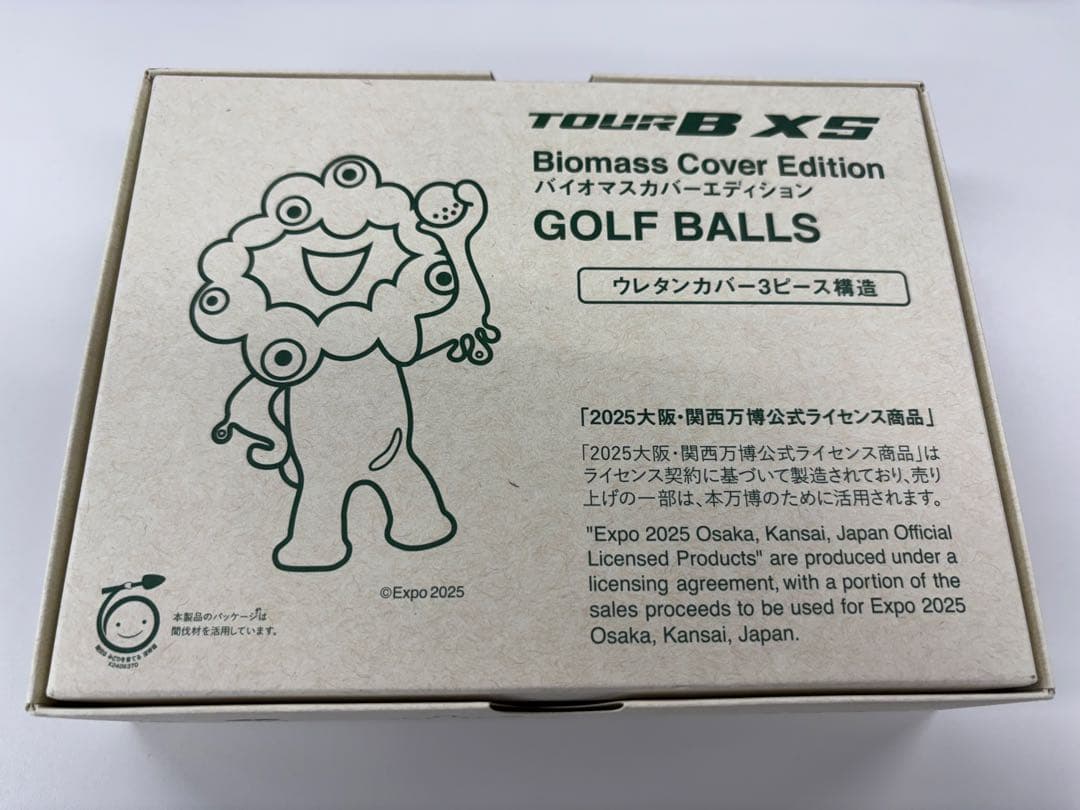 TOURB XS
Biomass Cover Edition
バイオマスカバーエディション
GOLF BALLS
ウレタンカバー3ピース構造
「2025大阪・関西万博公式ライセンス商品」
「2025大阪・関西万博公式ライセンス商品」は
ライセンス契約に基づいて製造されており、売り
上げの一部は、本万博のために活用されます。
"Expo 2025 Osaka, Kansai, Japan Official
Licensed Products" are produced under a
licensing agreement, with a portion of the
sales proceeds to be used for Expo 2025
Osaka, Kansai, Japan.
©Expo 2025
本製品のパッケージは
間伐材を活用しています。